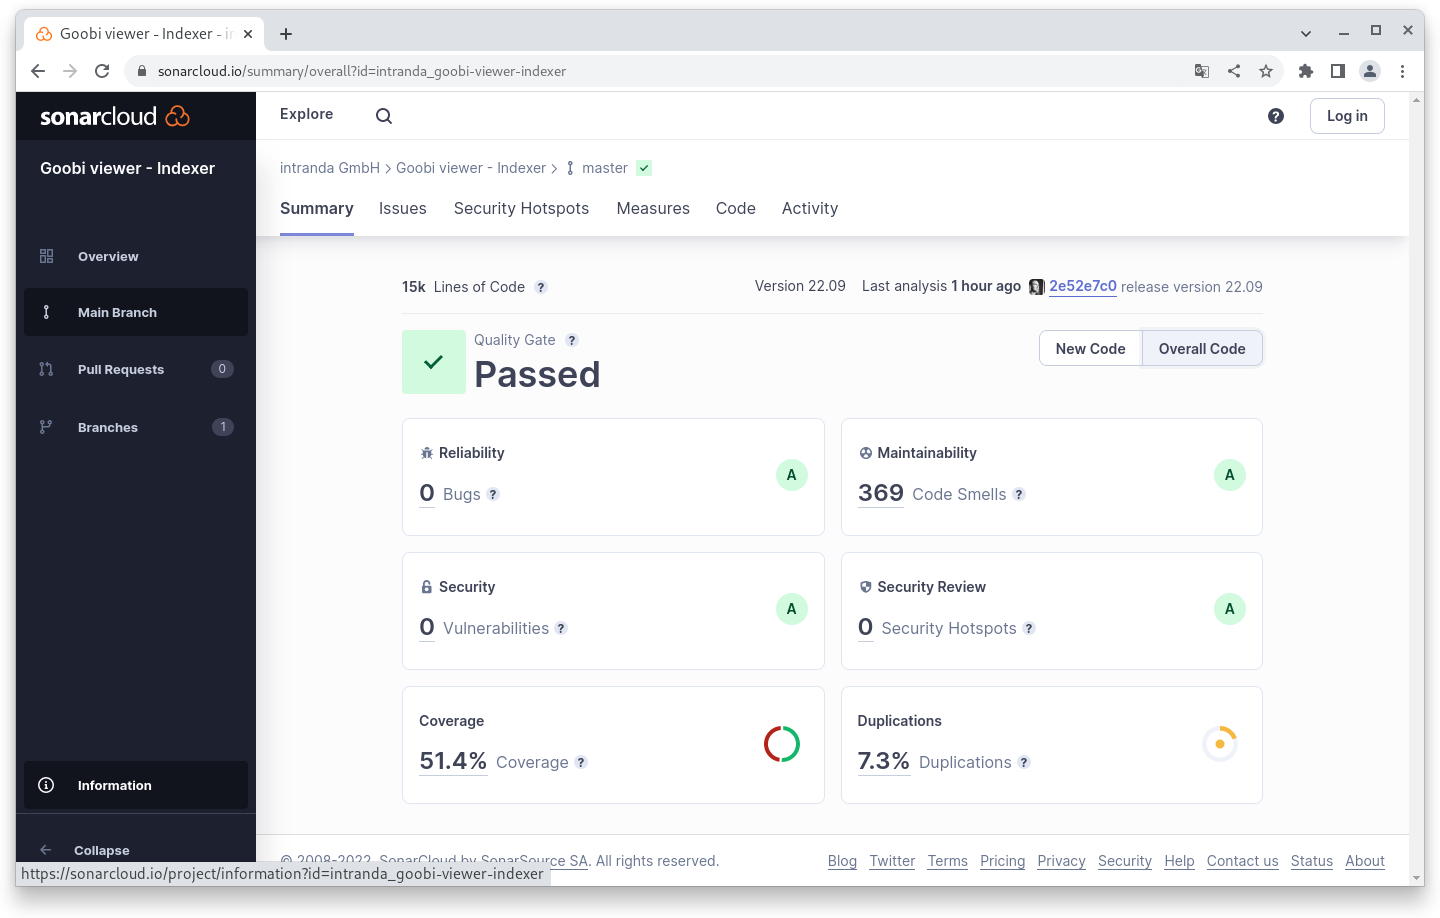 Goobi viewer - Indexer - in
sonarcloud.io/summary/overall?id=intranda_goobi-viewer-indexer
sonarcloud
Explore
Log in
Goobi viewer - Indexer
intranda GmbH > Goobi viewer - Indexer > master
Summary Issues Security Hotspots Measures Code Activity
Overview
Main Branch
Pull Requests 0
Branches 1
15k Lines of Code ?
Version 22.09 Last analysis 1 hour ago 2e52e7c0 release version 22.09
Quality Gate ?
Passed
New Code Overall Code
Reliability
0 Bugs ?
A
Maintainability
369 Code Smells ?
A
Security
0 Vulnerabilities ?
A
Security Review
0 Security Hotspots ?
A
Coverage
51.4% Coverage ?
Duplications
7.3% Duplications ?
Information
Collapse
© 2008-2022, SonarCloud by SonarSource SA. All rights reserved.
Blog Twitter Terms Pricing Privacy Security Help Contact us Status About
https://sonarcloud.io/project/information?id=intranda_goobi-viewer-indexer